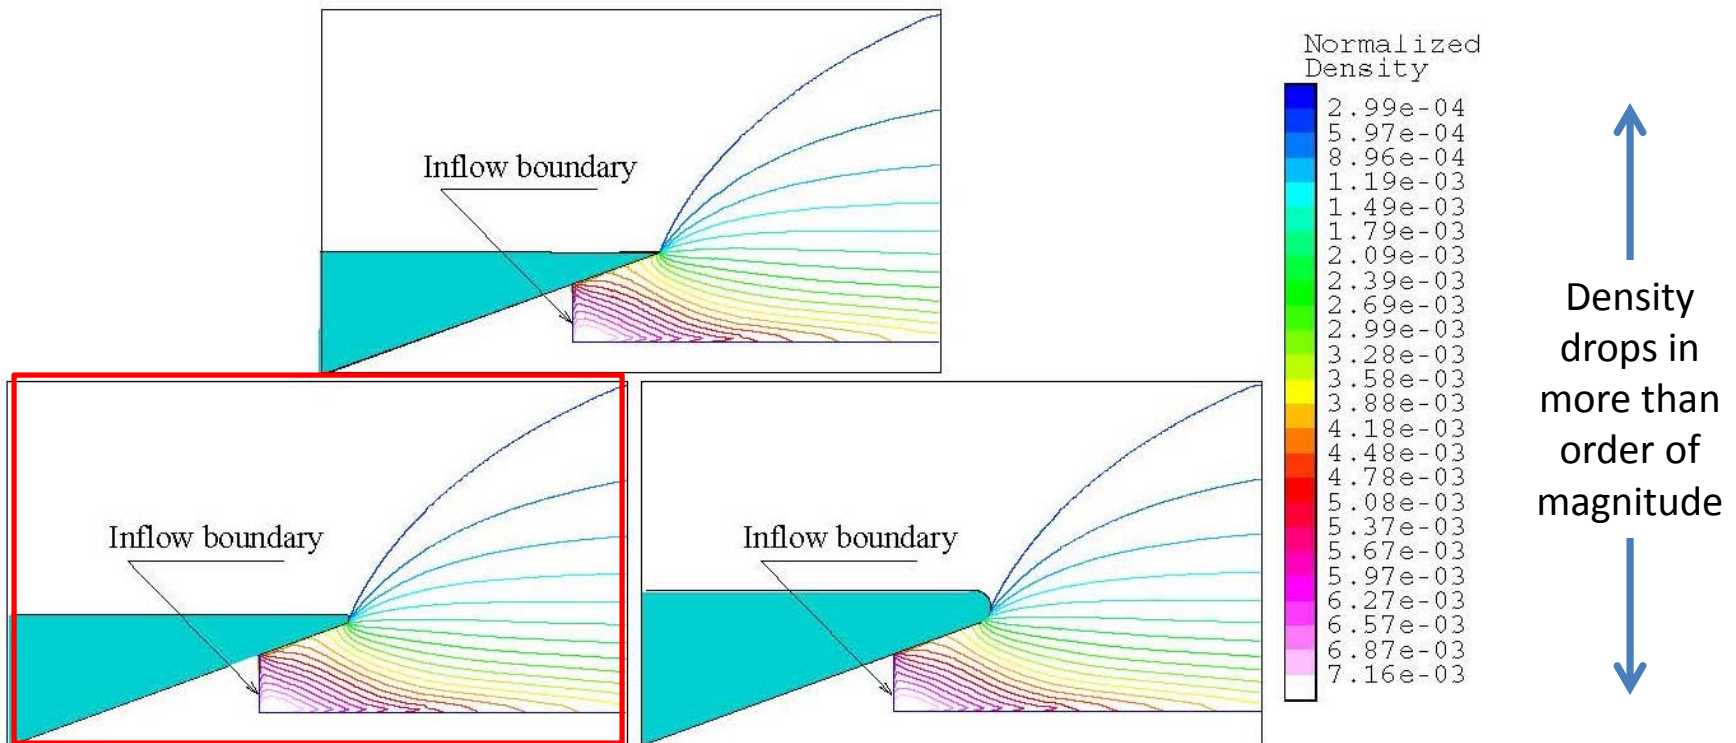 Inflow boundary
Inflow boundary
Inflow boundary
Normalized
Density
2.99e-04
5.97e-04
8.96e-04
1.19e-03
1.49e-03
1.79e-03
2.09e-03
2.39e-03
2.69e-03
2.99e-03
3.28e-03
3.58e-03
3.88e-03
4.18e-03
4.48e-03
4.78e-03
5.08e-03
5.37e-03
5.67e-03
5.97e-03
6.27e-03
6.57e-03
6.87e-03
7.16e-03
Density
drops in
more than
order of
magnitude